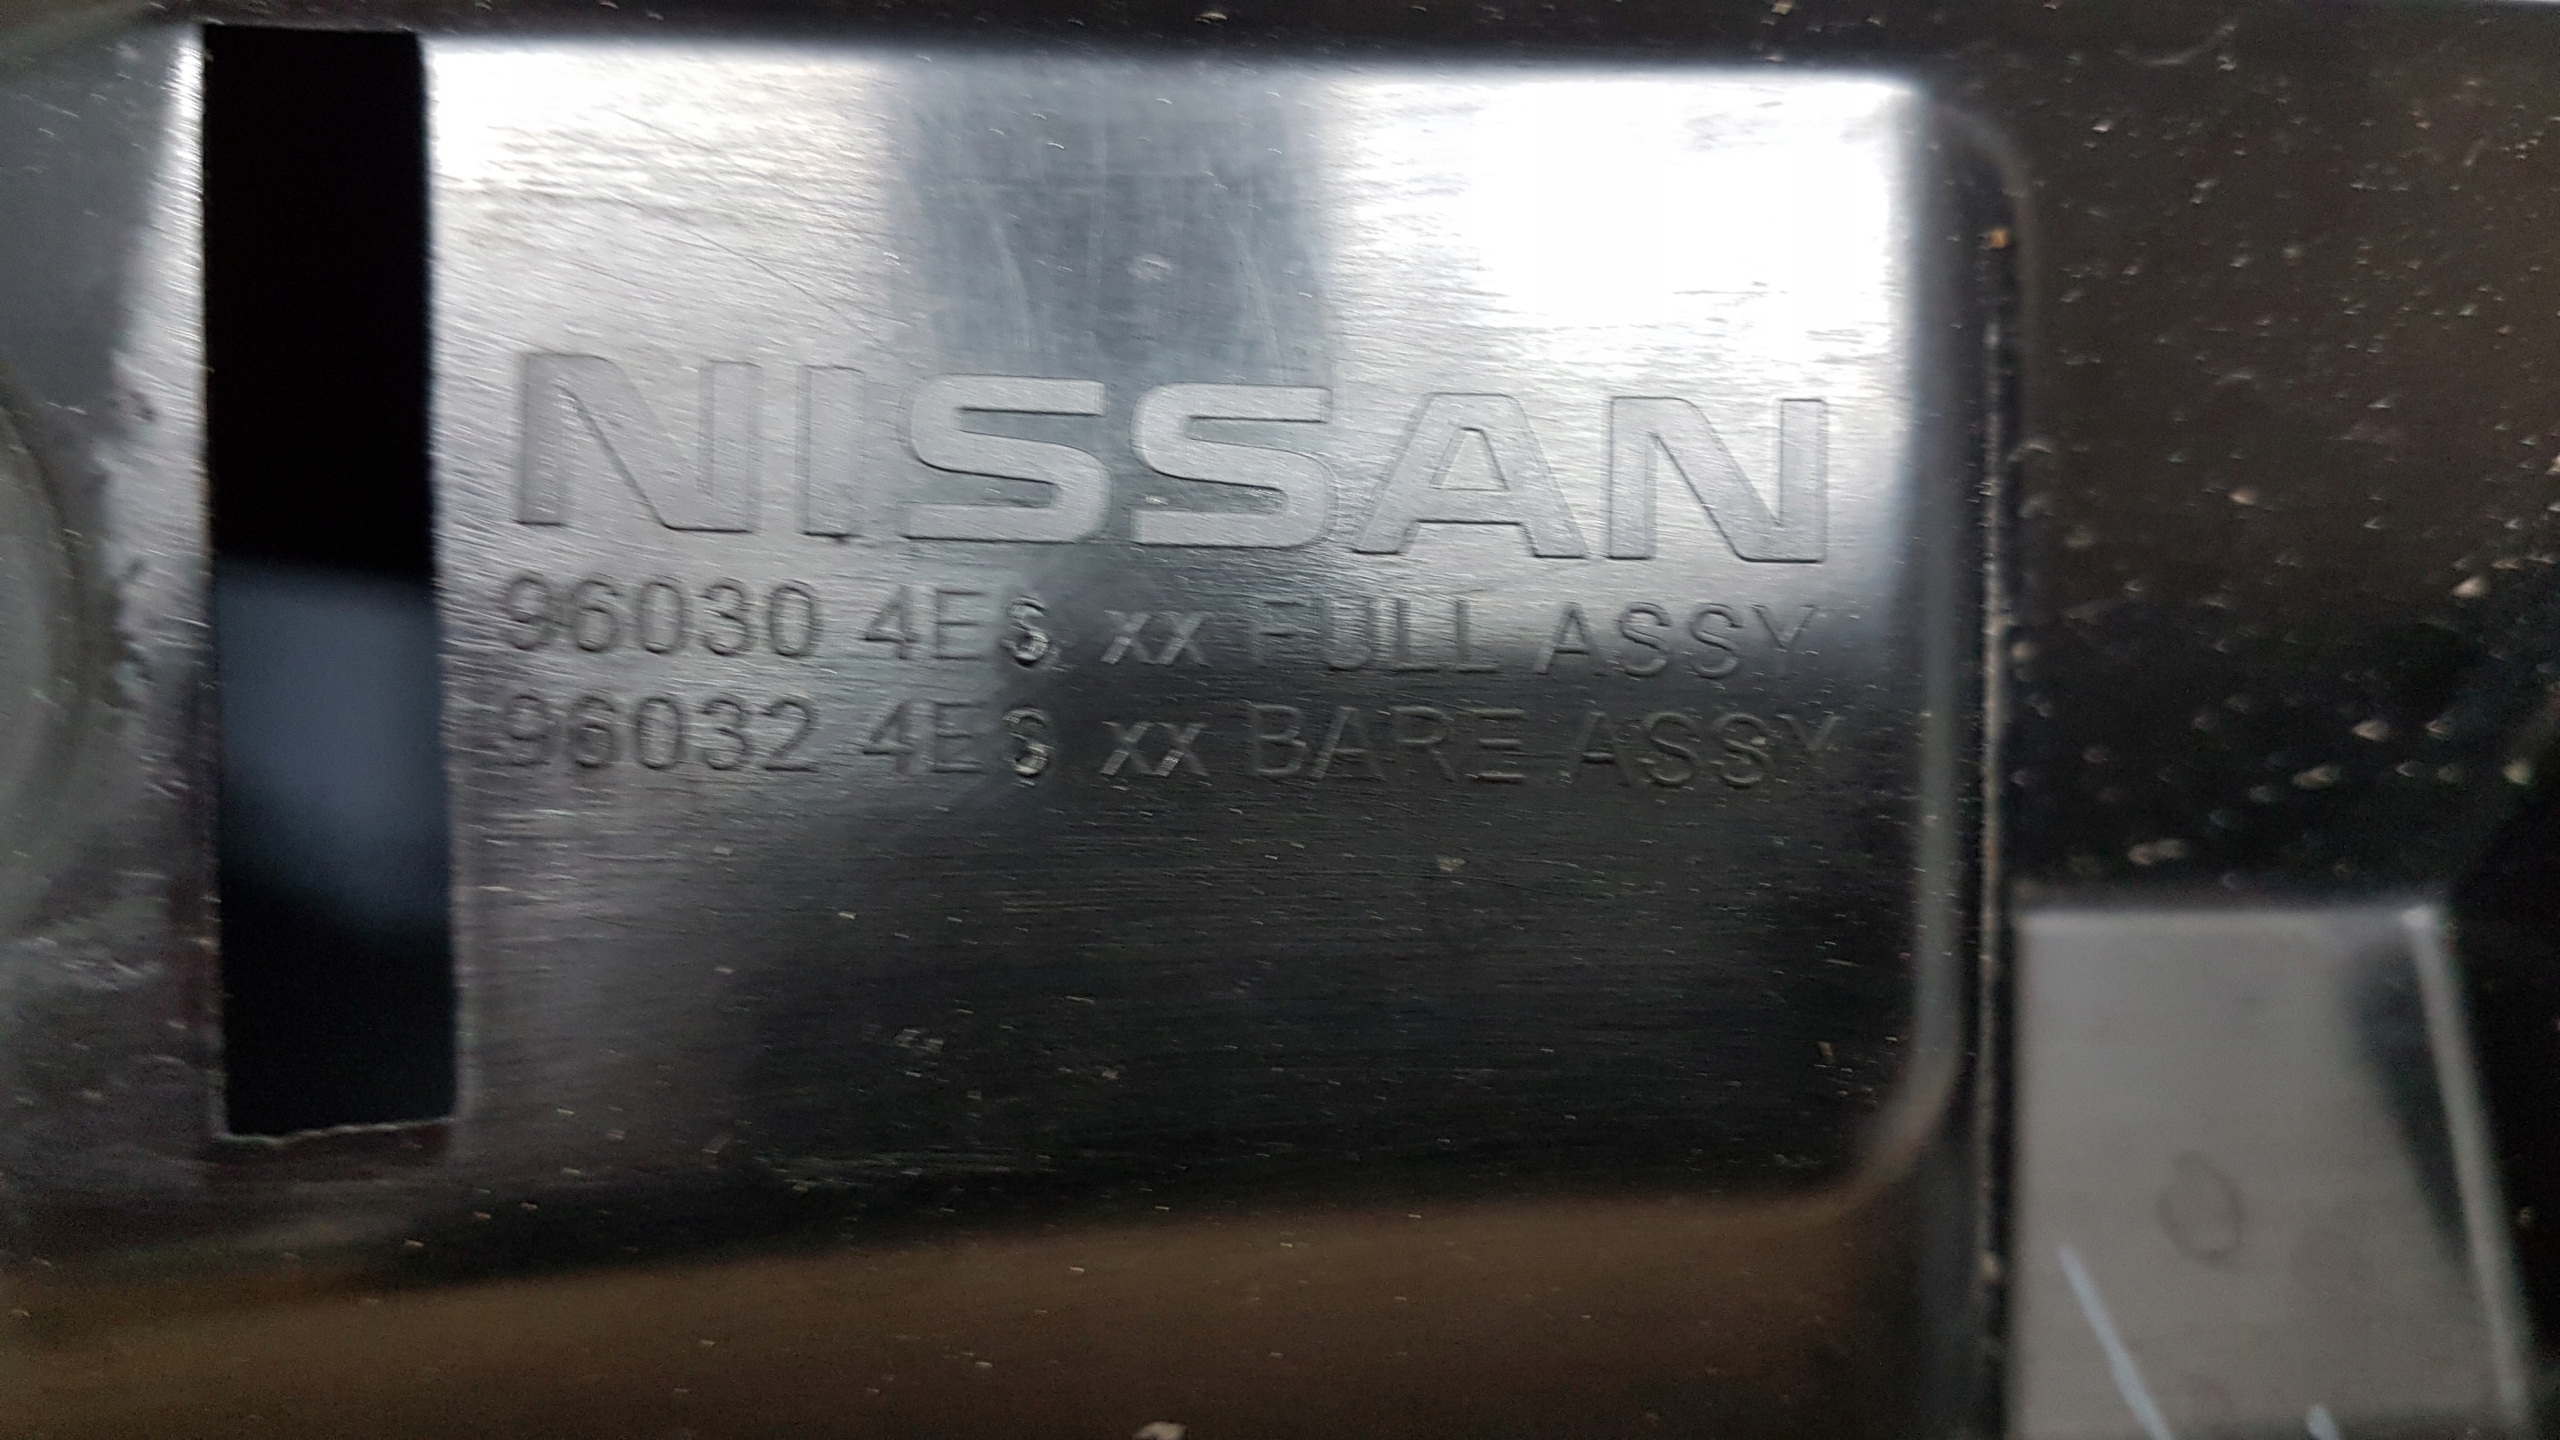 NISSAN
96030 4ES xx FULL ASSY
96032 4ES xx BARE ASSY